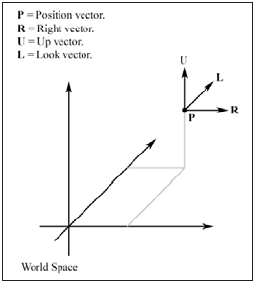 P = Position vector.
R = Right vector.
U = Up vector.
L = Look vector.
U
L
P
R
World Space